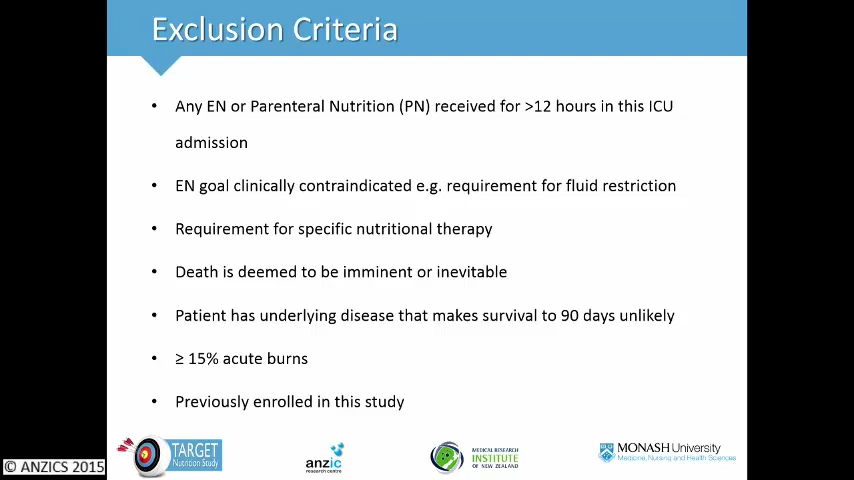 Exclusion Criteria
• Any EN or Parenteral Nutrition (PN) received for >12 hours in this ICU
admission
• EN goal clinically contraindicated e.g. requirement for fluid restriction
• Requirement for specific nutritional therapy
• Death is deemed to be imminent or inevitable
• Patient has underlying disease that makes survival to 90 days unlikely
• ≥ 15% acute burns
• Previously enrolled in this study
TARGET
Nutrition Study
anzic
research centre
MEDICAL RESEARCH
INSTITUTE
OF NEW ZEALAND
MONASH University
Medicine, Nursing and Health Sciences
© ANZICS 2015